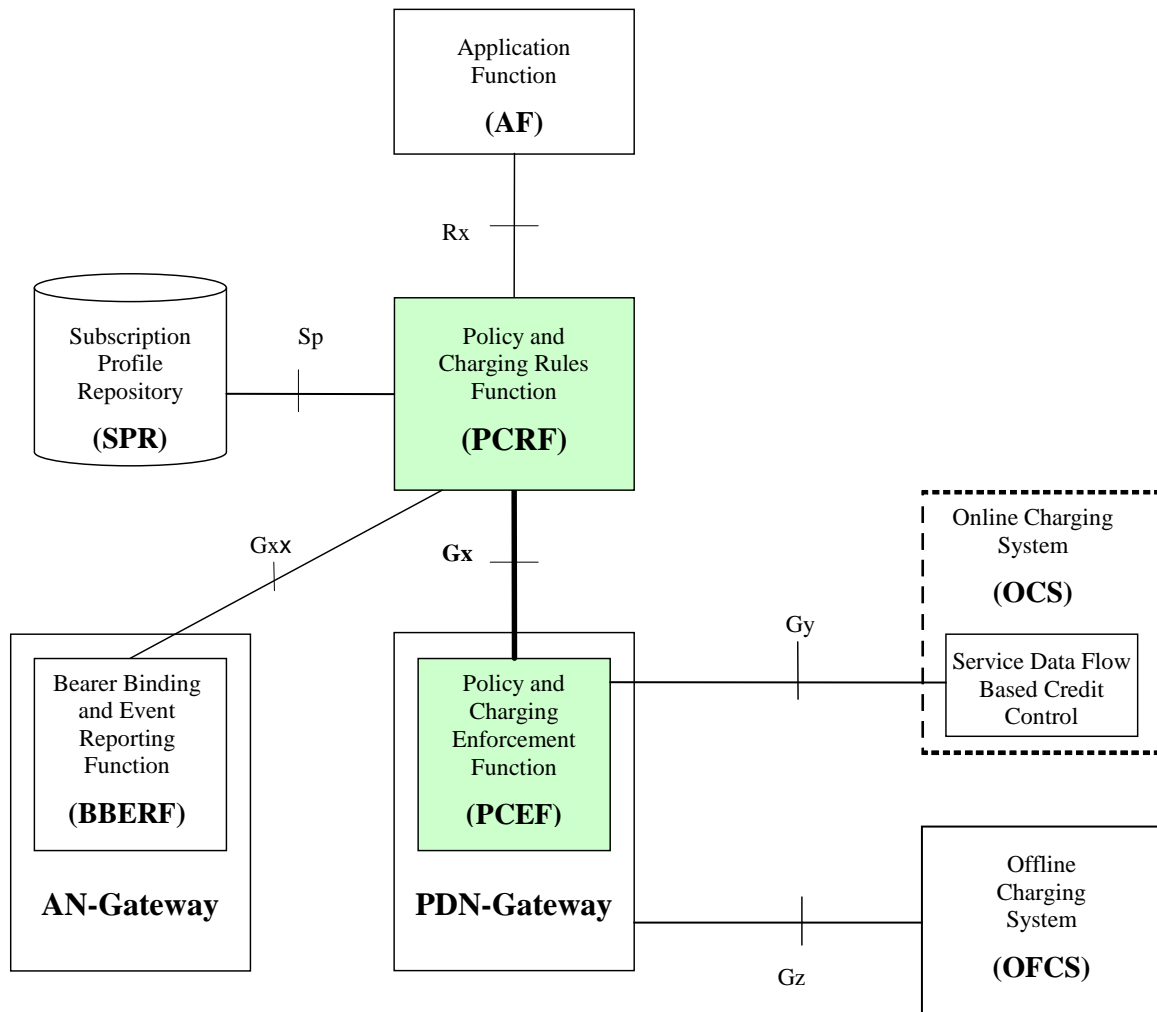 Application
Function
(AF)
Rx
Subscription
Profile
Repository
(SPR)
Sp
Policy and
Charging Rules
Function
(PCRF)
Gxx
Gx
Online Charging
System
(OCS)
Service Data Flow
Based Credit
Control
Gy
Bearer Binding
and Event
Reporting
Function
(BBERF)
AN-Gateway
Policy and
Charging
Enforcement
Function
(PCEF)
PDN-Gateway
Offline
Charging
System
(OFCS)
Gz